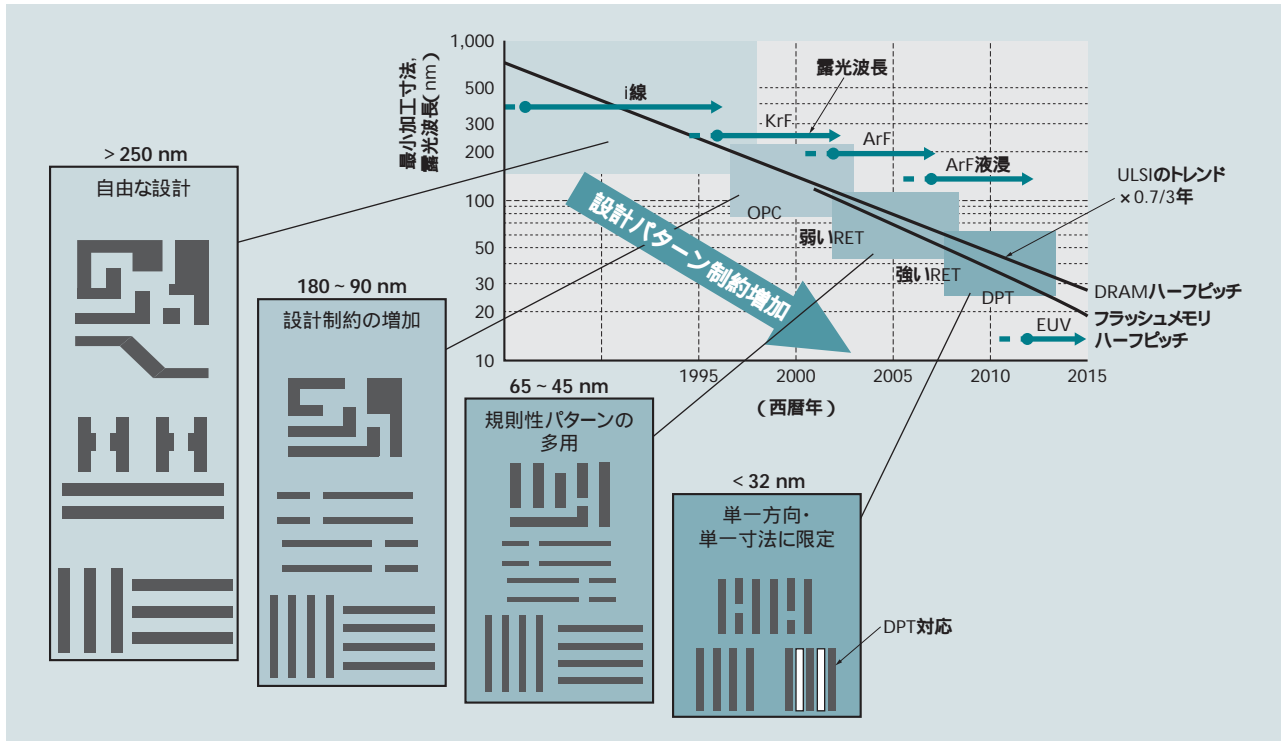 最小加工寸法,
露光波長(nm)
1,000
500
300
200
100
50
30
20
10
1995
2000
2005
2010
2015
(西暦年)
露光波長
i線
KrF
ArF
ArF液浸
EUV
OPC
弱いRET
強いRET
DPT
設計パターン制約増加
ULSIのトレンド
×0.7/3年
DRAMハーフピッチ
フラッシュメモリ
ハーフピッチ
> 250 nm
自由な設計
180~90 nm
設計制約の増加
65~45 nm
規則性パターンの
多用
< 32 nm
単一方向・
単一寸法に限定
DPT対応